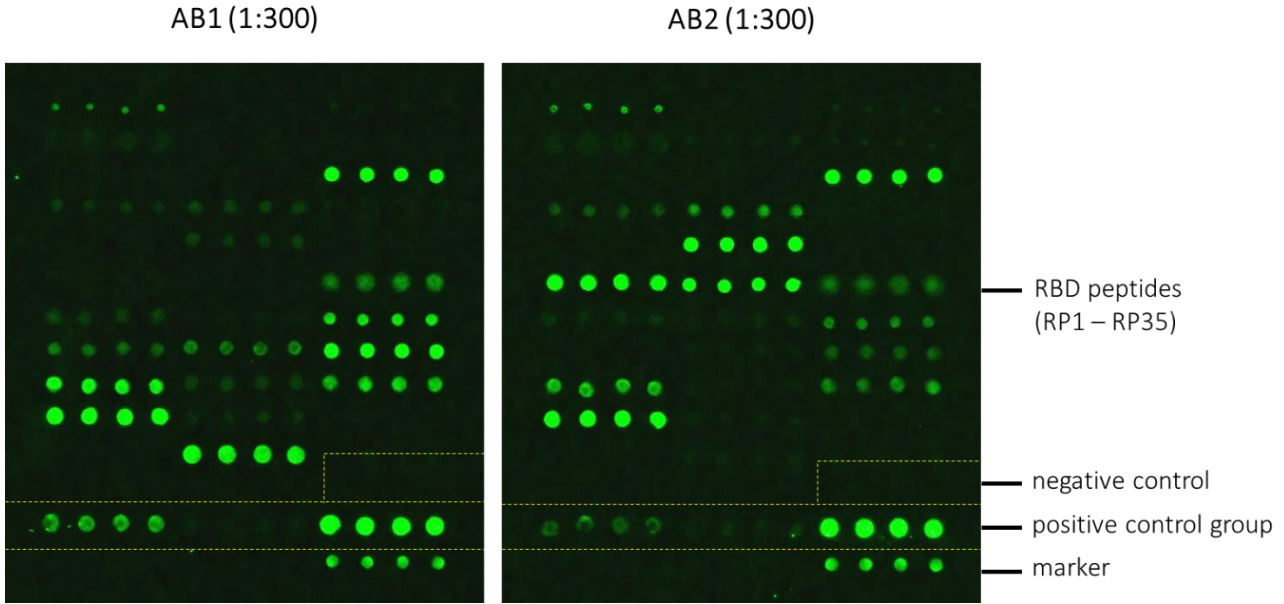 AB1 (1:300)
AB2 (1:300)
RBD peptides
(RP1 – RP35)
negative control
positive control group
marker